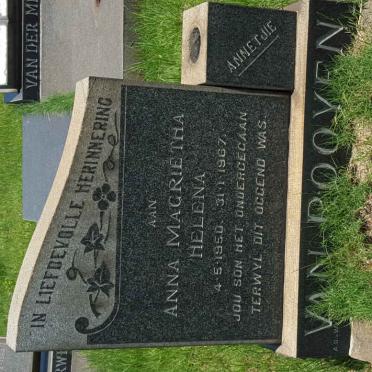 IN LIEFDEVOLLE HERINNERING
AAN
ANNA MAGRIETHA
HELENA
4·5·1950. 31·1·1967.
JOU SON HET ONDERGEGAAN
TERWYL DIT OGGEND WAS.
ANNETJIE
V.N ROOYEN
VAN DER